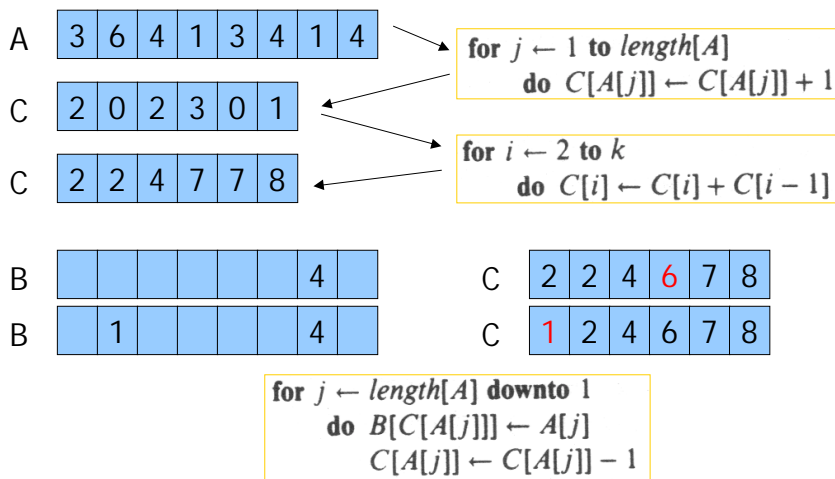 A 3 6 4 1 3 4 1 4
for j ← 1 to length[A]
do C[A[j]] ← C[A[j]] + 1
C 2 0 2 3 0 1
for i ← 2 to k
do C[i] ← C[i] + C[i − 1]
C 2 2 4 7 7 8
B 4
C 2 2 4 6 7 8
B 1 4
C 1 2 4 6 7 8
for j ← length[A] downto 1
do B[C[A[j]]] ← A[j]
C[A[j]] ← C[A[j]] − 1